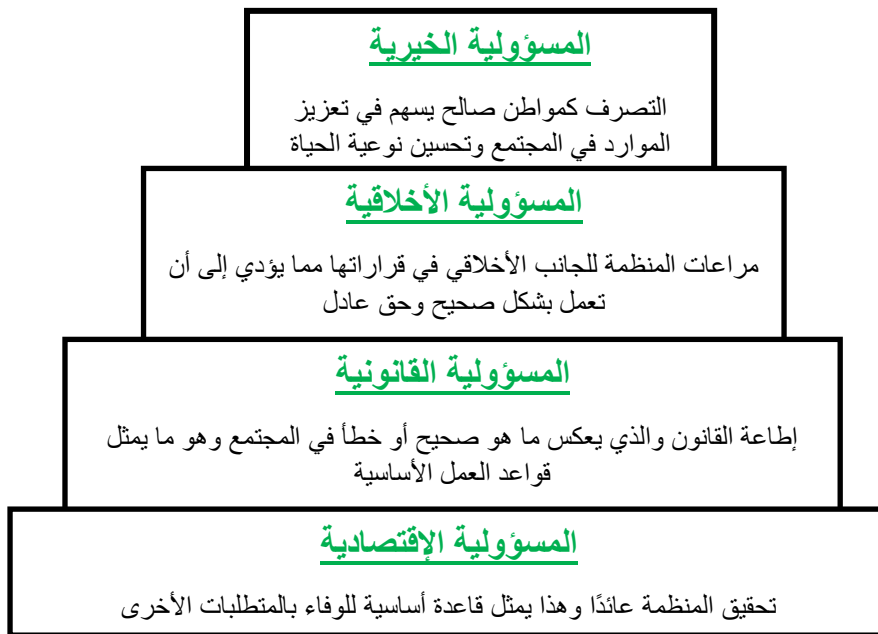 المسؤولية الخيرية
التصرف كمواطن صالح يسهم في تعزيز
الموارد في المجتمع وتحسين نوعية الحياة
المسؤولية الأخلاقية
مراعات المنظمة للجانب الأخلاقي في قراراتها مما يؤدي إلى أن
تعمل بشكل صحيح وحق عادل
المسؤولية القانونية
إطاعة القانون والذي يعكس ما هو صحيح أو خطأ في المجتمع وهو ما يمثل
قواعد العمل الأساسية
المسؤولية الإقتصادية
تحقيق المنظمة عائدًا وهذا يمثل قاعدة أساسية للوفاء بالمتطلبات الأخرى